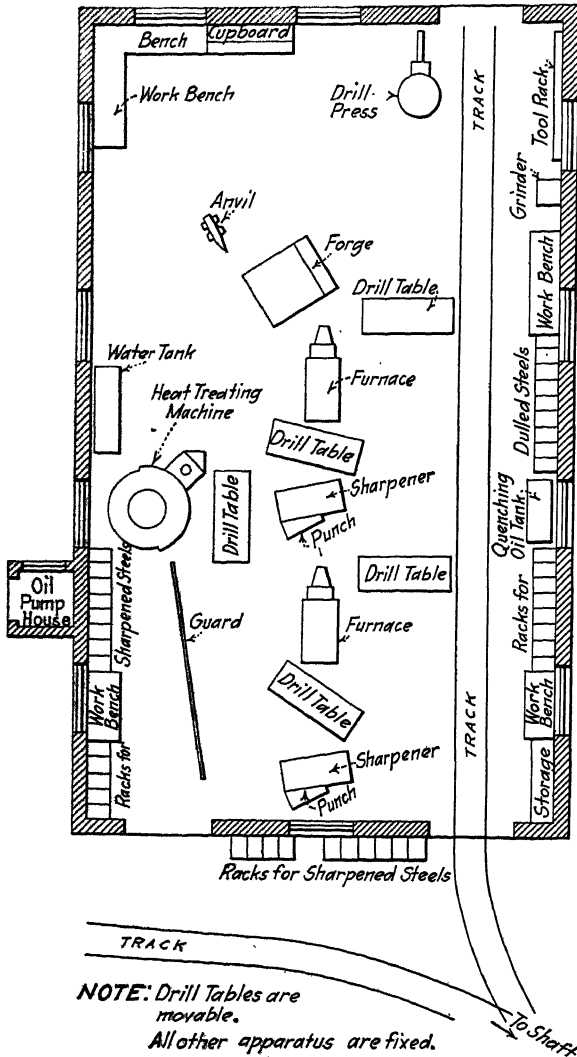 Bench
Cupboard
Work Bench
Drill-
Press
TRACK
Tool Rack
Grinder
Anvil
Forge
Drill Table
Work Bench
Water Tank
Furnace
Dulled Steels
Heat Treating
Machine
Drill Table
Sharpener
Drill Table
Punch
Quenching
Oil Tank
Oil
Pump
House
Sharpened Steels
Racks for
Drill Table
Guard
Furnace
Racks for
Work
Bench
Drill Table
TRACK
Work
Bench
Sharpener
Punch
Storage
Racks for Sharpened Steels
TRACK
NOTE: Drill Tables are
movable.
All other apparatus are fixed.
To Shaft